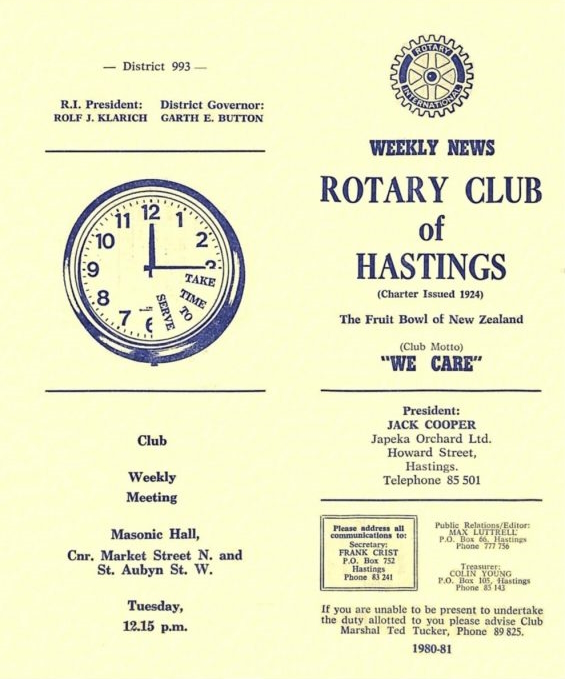 — District 993 —
R.I. President: District Governor:
ROLF J. KLARICH GARTH E. BUTTON
12
11 1
10 2
9 3
8
7 6
TAKE
TIME
TO
SERVE
Club
Weekly
Meeting
Masonic Hall,
Cnr. Market Street N. and
St. Aubyn St. W.
Tuesday,
12.15 p.m.
ROTARY
INTERNATIONAL
WEEKLY NEWS
ROTARY CLUB
of
HASTINGS
(Charter Issued 1924)
The Fruit Bowl of New Zealand
(Club Motto)
"WE CARE"
President:
JACK COOPER
Japeka Orchard Ltd.
Howard Street,
Hastings.
Telephone 85 501
Please address all
communications to:
Secretary:
FRANK CRIST
P.O. Box 752
Hastings
Phone 83 241
Public Relations/Editor:
MAX LUTTRELL
P.O. Box 66, Hastings
Phone 777 756
Treasurer:
COLIN YOUNG
P.O. Box 105, Hastings
Phone 85 143
If you are unable to be present to undertake
the duty allotted to you please advise Club
Marshal Ted Tucker, Phone 89 825.
1980-81